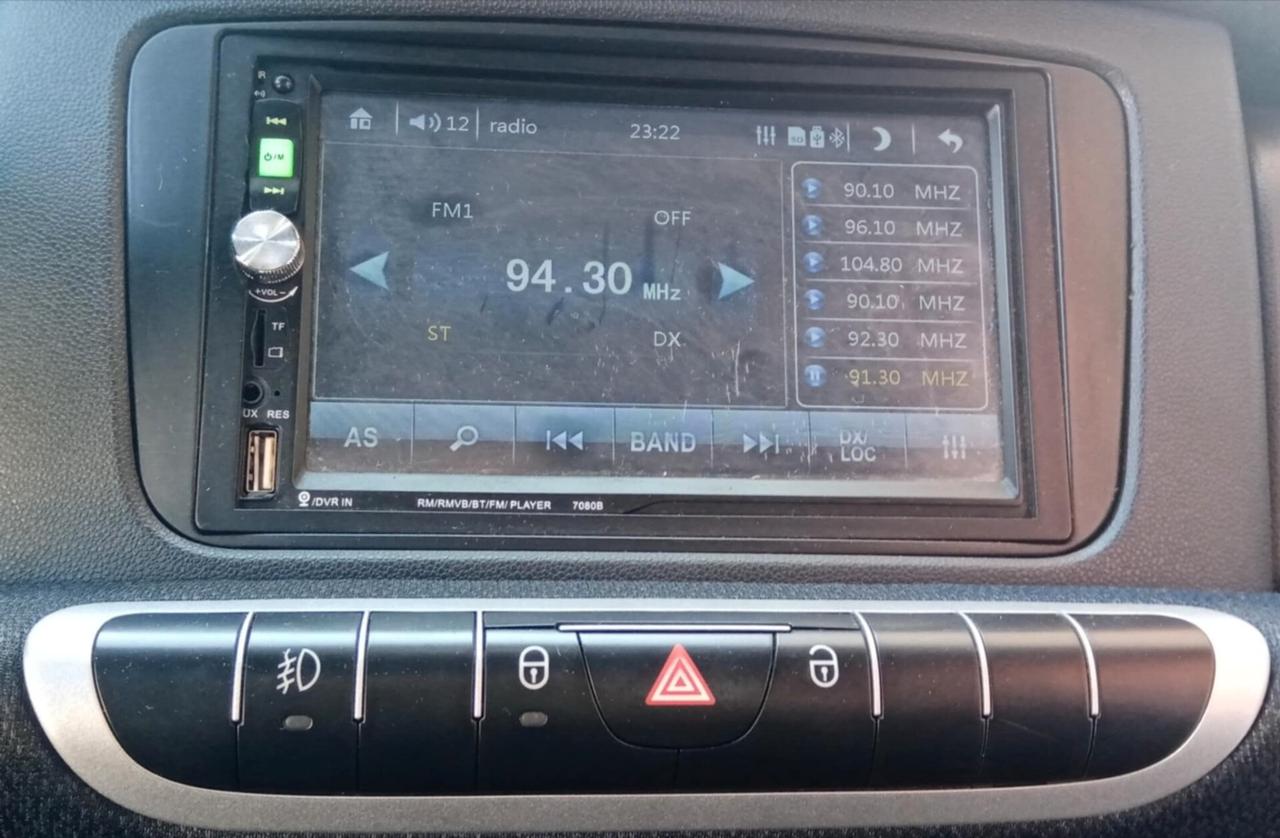 R
12 radio 23:22 SD
⏻/M
FM1 OFF
94.30 MHz
ST DX
90.10 MHZ
96.10 MHZ
104.80 MHZ
90.10 MHZ
92.30 MHZ
91.30 MHZ
+VOL-
TF
UX RES
AS BAND DX/
LOC
/DVR IN RM/RMVB/BT/FM/ PLAYER 7080B